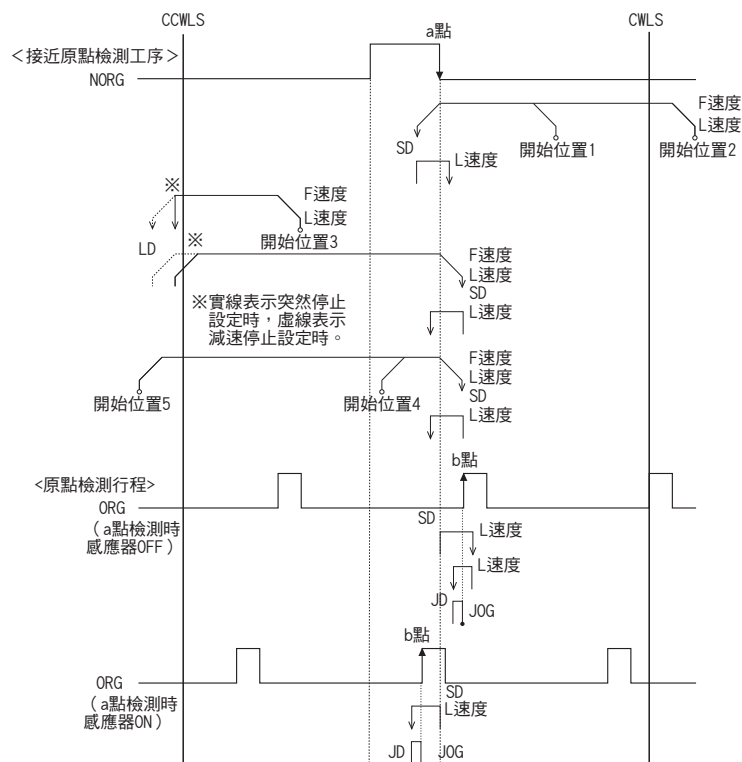 CCWLS
CWLS
a點
＜接近原點檢測工序＞
NORG
F速度
L速度
SD
開始位置1
開始位置2
L速度
※
F速度
L速度
LD
※
開始位置3
F速度
L速度
SD
※實線表示突然停止
設定時，虛線表示
減速停止設定時。
L速度
F速度
L速度
SD
開始位置5
開始位置4
L速度
b點
<原點檢測行程>
ORG
（a點檢測時
感應器OFF）
SD
L速度
L速度
JD
JOG
b點
ORG
(a點檢測時
感應器ON）
SD
L速度
JD
JOG